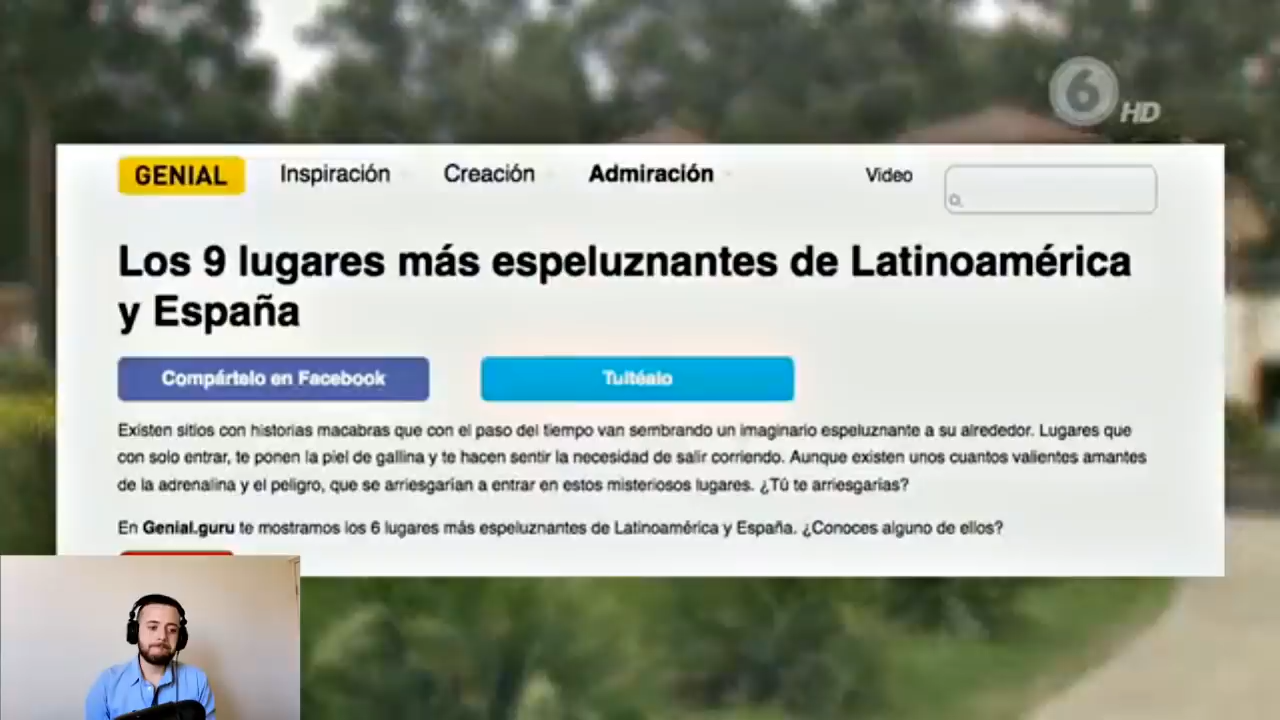 6 HD
GENIAL Inspiración Creación Admiración Video
Los 9 lugares más espeluznantes de Latinoamérica
y España
Compártelo en Facebook Tuitéalo
Existen sitios con historias macabras que con el paso del tiempo van sembrando un imaginario espeluznante a su alrededor. Lugares que
con solo entrar, te ponen la piel de gallina y te hacen sentir la necesidad de salir corriendo. Aunque existen unos cuantos valientes amantes
de la adrenalina y el peligro, que se arriesgarían a entrar en estos misteriosos lugares. ¿Tú te arriesgarías?
En Genial.guru te mostramos los 6 lugares más espeluznantes de Latinoamérica y España. ¿Conoces alguno de ellos?